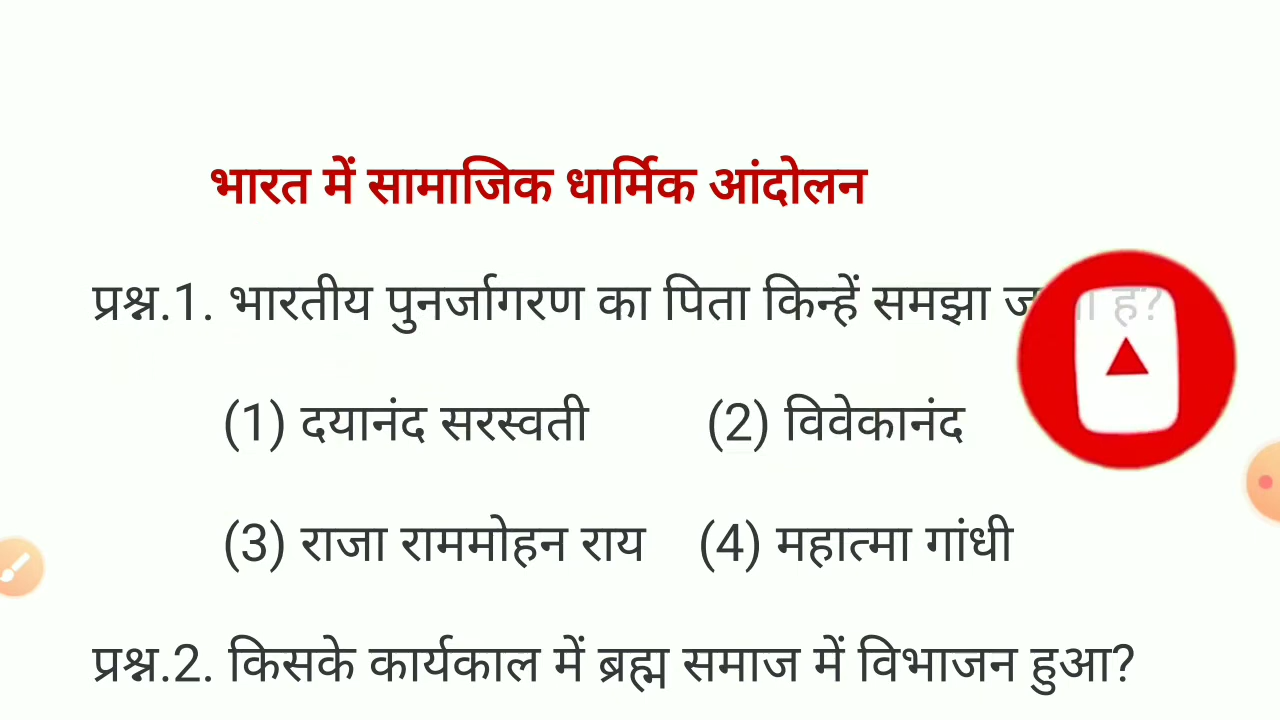 भारत में सामाजिक धार्मिक आंदोलन
प्रश्न.1. भारतीय पुनर्जागरण का पिता किन्हें समझा है?
(1) दयानंद सरस्वती (2) विवेकानंद
(3) राजा राममोहन राय (4) महात्मा गांधी
प्रश्न.2. किसके कार्यकाल में ब्रह्म समाज में विभाजन हुआ?